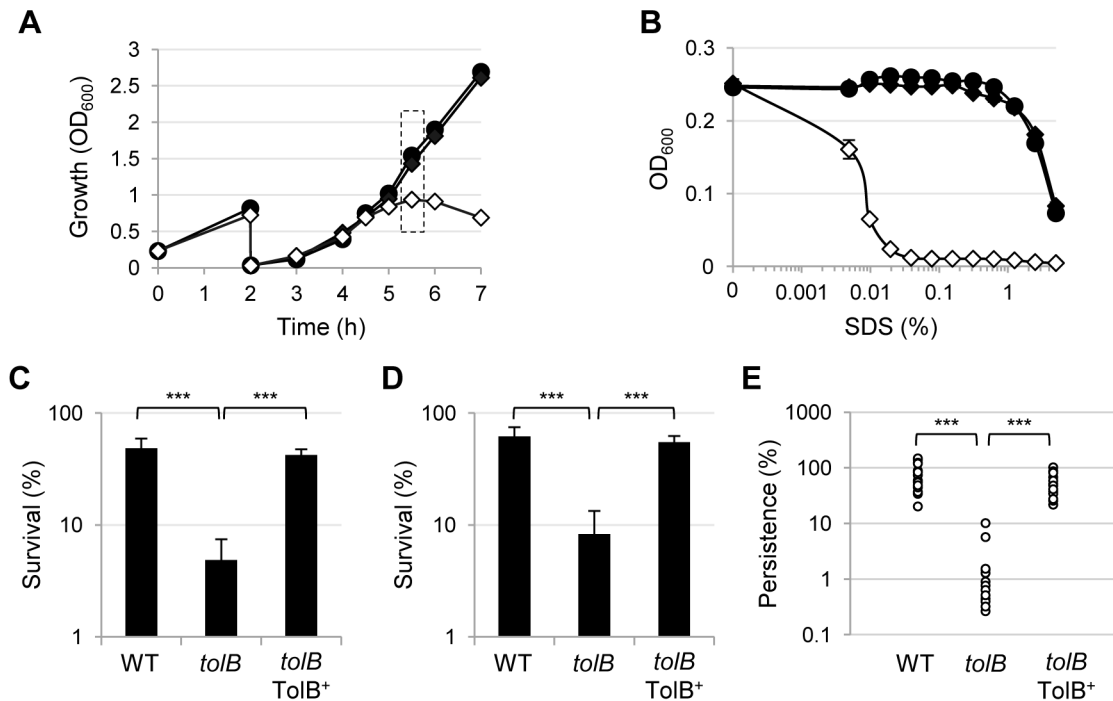 A
Growth (OD600)
3
2.5
2
1.5
1
0.5
0
0 1 2 3 4 5 6 7
Time (h)
B
OD600
0.3
0.2
0.1
0
0 0.001 0.01 0.1 1
SDS (%)
C
Survival (%)
100
10
1
*** ***
WT tolB tolB
TolB+
D
Survival (%)
100
10
1
*** ***
WT tolB tolB
TolB+
E
Persistence (%)
1000
100
10
1
0.1
*** ***
WT tolB tolB
TolB+